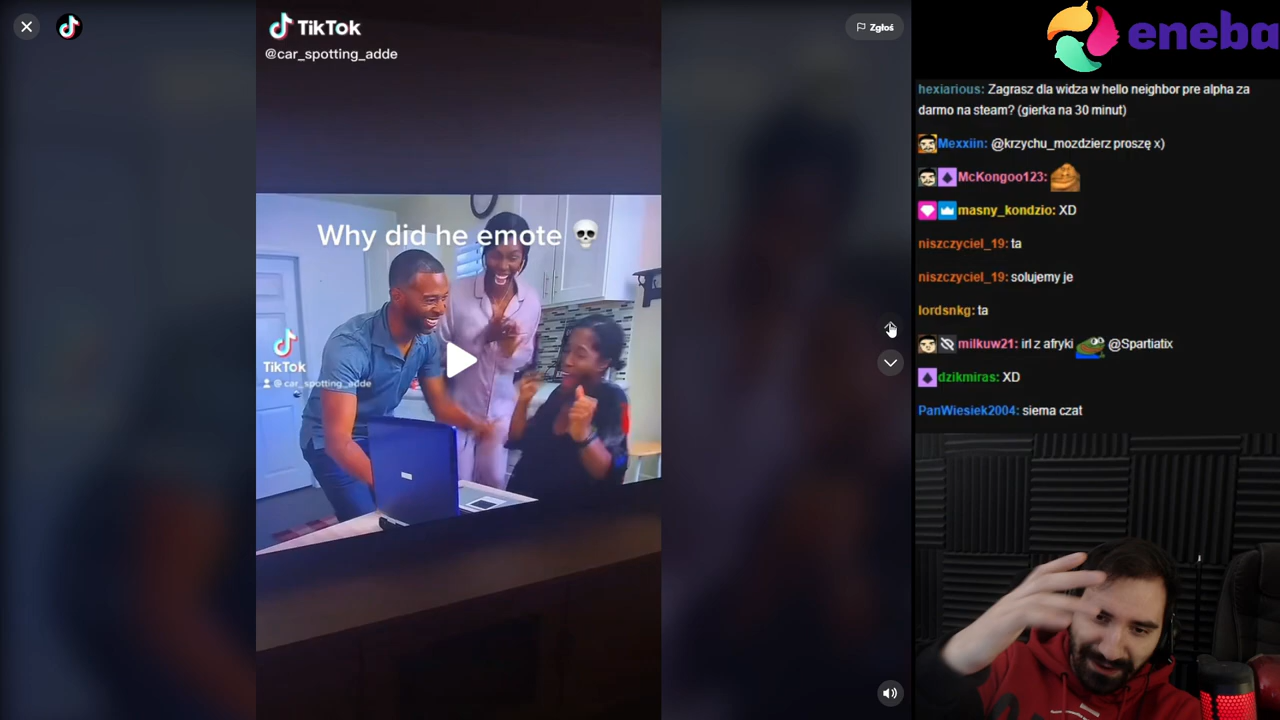 TikTok
@car_spotting_adde
Zgłoś
Why did he emote 💀
TikTok
@ car_spotting_adde
eneba
hexiarious: Zagrasz dla widza w hello neighbor pre alpha za
darmo na steam? (gierka na 30 minut)
Mexxiin: @krzychu_mozdzierz proszę x)
McKongoo123:
masny_kondzio: XD
niszczyciel_19: ta
niszczyciel_19: solujemy je
lordsnkg: ta
milkuw21: irl z afryki @Spartiatix
dzikmiras: XD
PanWiesiek2004: siema czat